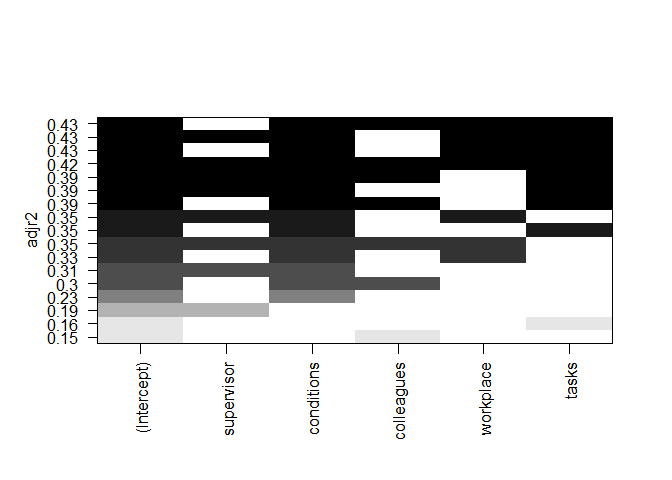 adjr2
0.43
0.43
0.43
0.42
0.39
0.39
0.39
0.35
0.35
0.35
0.33
0.31
0.3
0.23
0.19
0.16
0.15
(Intercept)
supervisor
conditions
colleagues
workplace
tasks